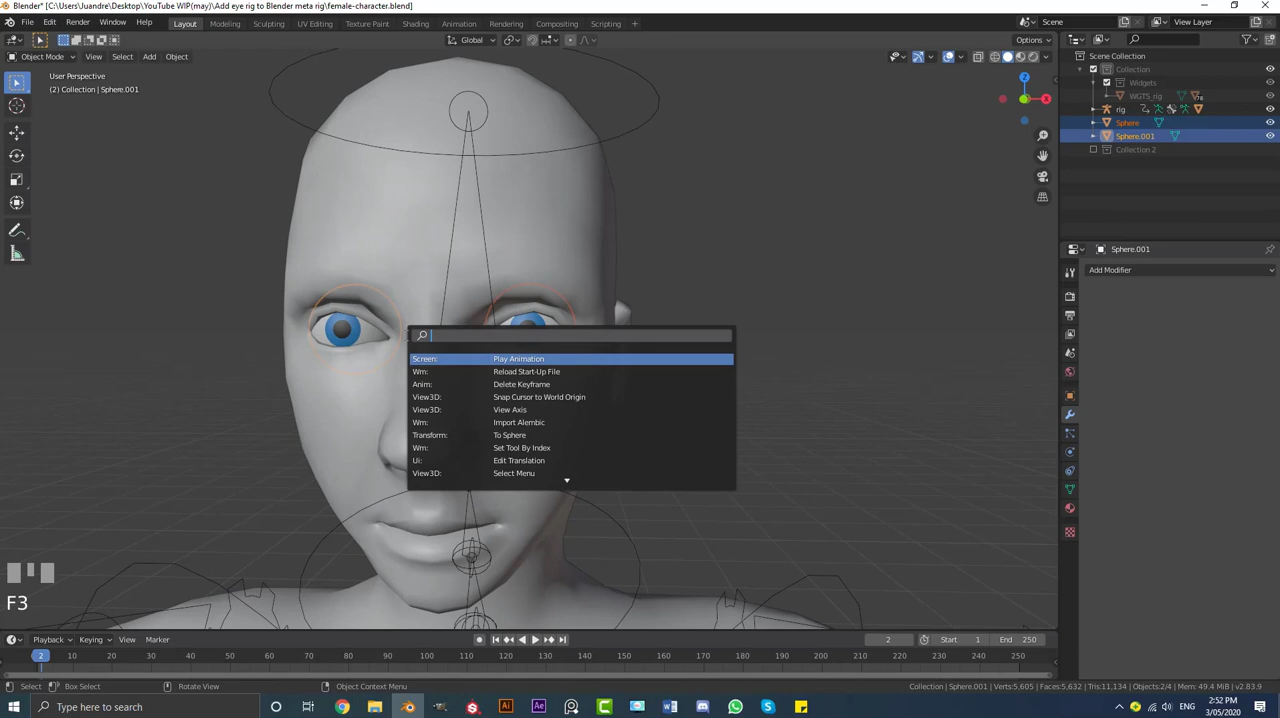 Blender* [C:\Users\Juandre\Desktop\YouTube WIP(may)\Add eye rig to Blender meta rig\female-character.blend]
File Edit Render Window Help Layout Modeling Sculpting UV Editing Texture Paint Shading Animation Rendering Compositing Scripting Scene View Layer
Global Options
Object Mode View Select Add Object
User Perspective
(2) Collection | Sphere.001
Scene Collection
Collection
Widgets
WGTS_rig 78
rig
Sphere
Sphere.001
Collection 2
Z
X
Sphere.001
Add Modifier
Screen: Play Animation
Wm: Reload Start-Up File
Anim: Delete Keyframe
View3D: Snap Cursor to World Origin
View3D: View Axis
Wm: Import Alembic
Transform: To Sphere
Wm: Set Tool By Index
Ui: Edit Translation
View3D: Select Menu
F3
Playback Keying View Marker 2 Start: 1 End 250
2 10 20 30 40 50 60 70 80 90 100 110 120 130 140 150 160 170 180 190 200 210 220 230 240 250
Select Box Select Rotate View Object Context Menu Collection | Sphere.001 | Verts:5,605 | Faces:5,632 | Tris:11,134 | Objects:2/4 | Mem: 49.4 MiB | v2.83.9
Type here to search
ENG
2:52 PM
3/05/2020